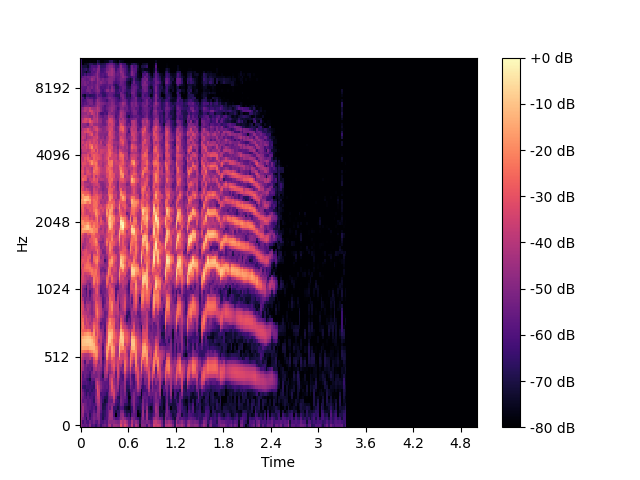 8192
4096
2048
1024
512
0
Hz
0 0.6 1.2 1.8 2.4 3 3.6 4.2 4.8
Time
+0 dB
-10 dB
-20 dB
-30 dB
-40 dB
-50 dB
-60 dB
-70 dB
-80 dB